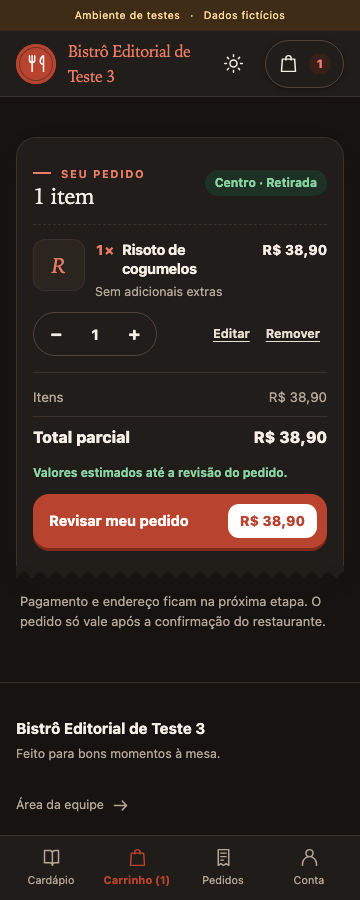 Ambiente de testes · Dados fictícios
Bistrô Editorial de
Teste 3
1
SEU PEDIDO
1 item
Centro · Retirada
R
1× Risoto de
cogumelos
R$ 38,90
Sem adicionais extras
− 1 +
Editar Remover
Itens R$ 38,90
Total parcial R$ 38,90
Valores estimados até a revisão do pedido.
Revisar meu pedido R$ 38,90
Pagamento e endereço ficam na próxima etapa. O
pedido só vale após a confirmação do restaurante.
Bistrô Editorial de Teste 3
Feito para bons momentos à mesa.
Área da equipe →
Cardápio Carrinho (1) Pedidos Conta